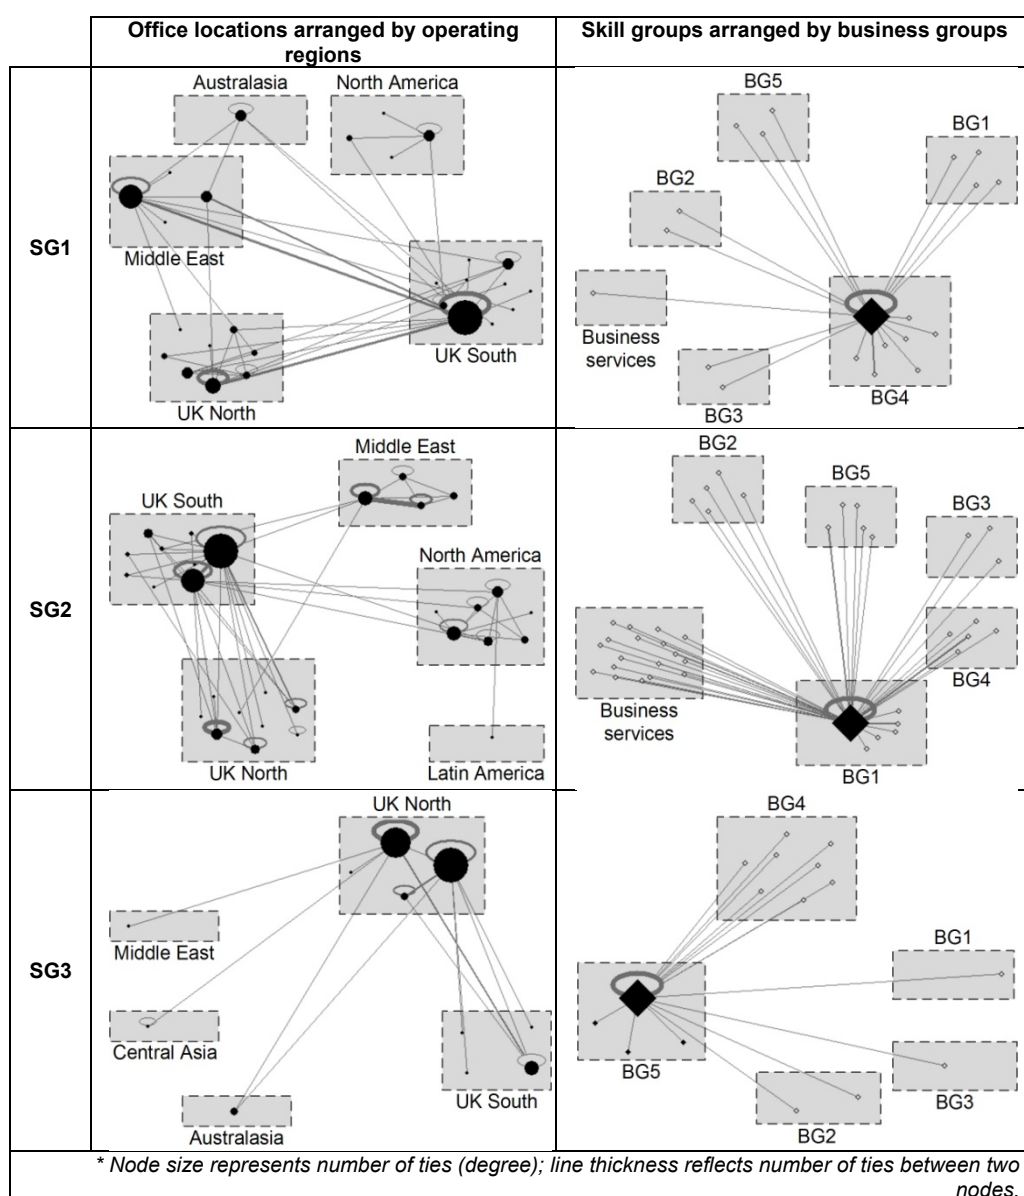 Office locations arranged by operating
regions
Skill groups arranged by business groups
SG1
Australasia
North America
Middle East
UK South
UK North
BG5
BG1
BG2
Business
services
BG3
BG4
SG2
Middle East
UK South
North America
UK North
Latin America
BG2
BG5
BG3
BG4
Business
services
BG1
SG3
UK North
Middle East
Central Asia
UK South
Australasia
BG4
BG1
BG5
BG3
BG2
* Node size represents number of ties (degree); line thickness reflects number of ties between two
nodes.